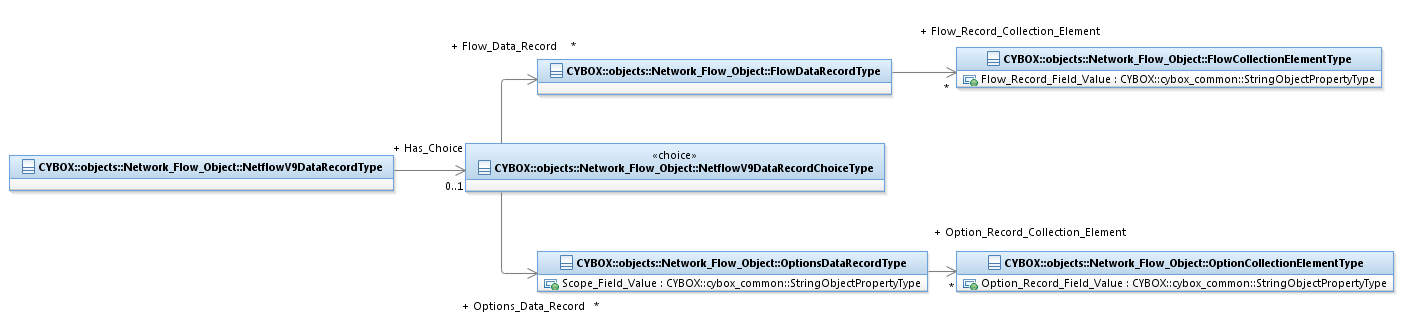 + Flow_Record_Collection_Element
+ Flow_Data_Record *
CYBOX::objects::Network_Flow_Object::FlowCollectionElementType
Flow_Record_Field_Value : CYBOX::cybox_common::StringObjectPropertyType
*
CYBOX::objects::Network_Flow_Object::FlowDataRecordType
+ Has_Choice
«choice»
CYBOX::objects::Network_Flow_Object::NetflowV9DataRecordChoiceType
CYBOX::objects::Network_Flow_Object::NetflowV9DataRecordType
0..1
+ Option_Record_Collection_Element
CYBOX::objects::Network_Flow_Object::OptionsDataRecordType
Scope_Field_Value : CYBOX::cybox_common::StringObjectPropertyType
CYBOX::objects::Network_Flow_Object::OptionCollectionElementType
Option_Record_Field_Value : CYBOX::cybox_common::StringObjectPropertyType
*
+ Options_Data_Record *